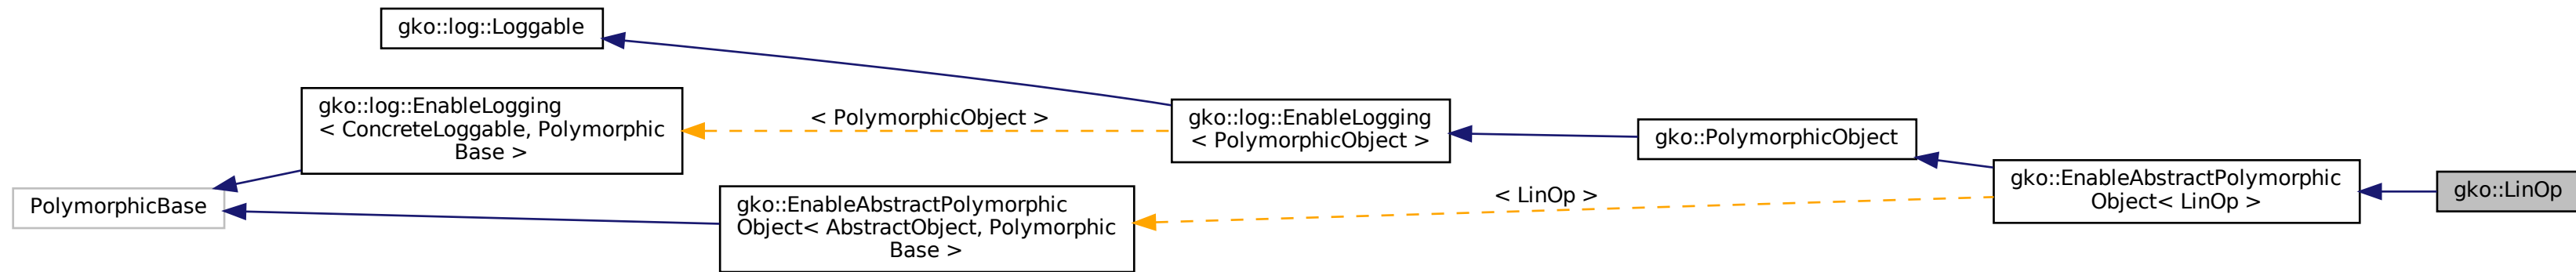 gko::log::Loggable
gko::log::EnableLogging
< ConcreteLoggable, Polymorphic
Base >
< PolymorphicObject >
gko::log::EnableLogging
< PolymorphicObject >
gko::PolymorphicObject
PolymorphicBase
gko::EnableAbstractPolymorphic
Object< AbstractObject, Polymorphic
Base >
< LinOp >
gko::EnableAbstractPolymorphic
Object< LinOp >
gko::LinOp